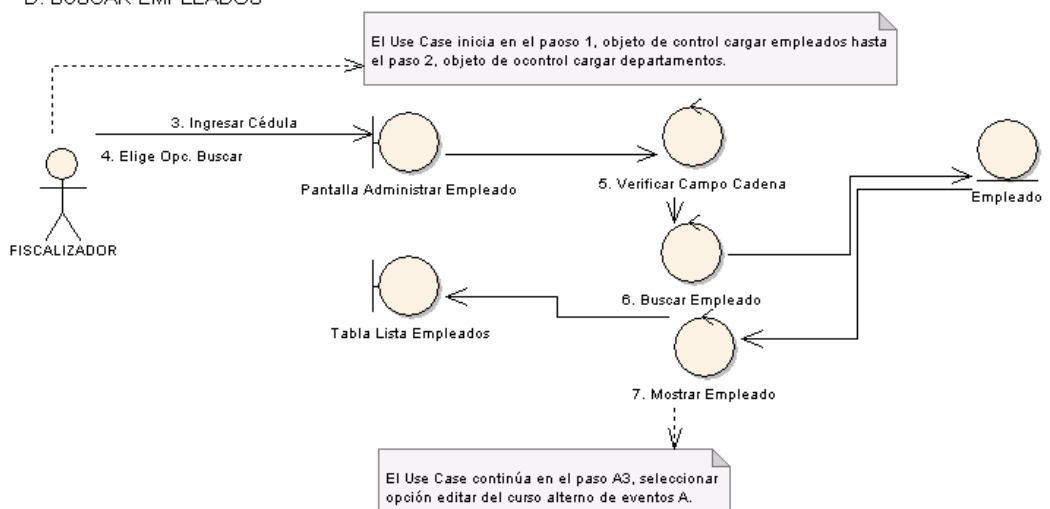 D. BUSCAR EMPLEADOS
El Use Case inicia en el paoso 1, objeto de control cargar empleados hasta
el paso 2, objeto de ocontrol cargar departamentos.
3. Ingresar Cédula
4. Elige Opc. Buscar
FISCALIZADOR
Pantalla Administrar Empleado
5. Verificar Campo Cadena
Empleado
6. Buscar Empleado
Tabla Lista Empleados
7. Mostrar Empleado
El Use Case continúa en el paso A3, seleccionar
opción editar del curso alterno de eventos A.